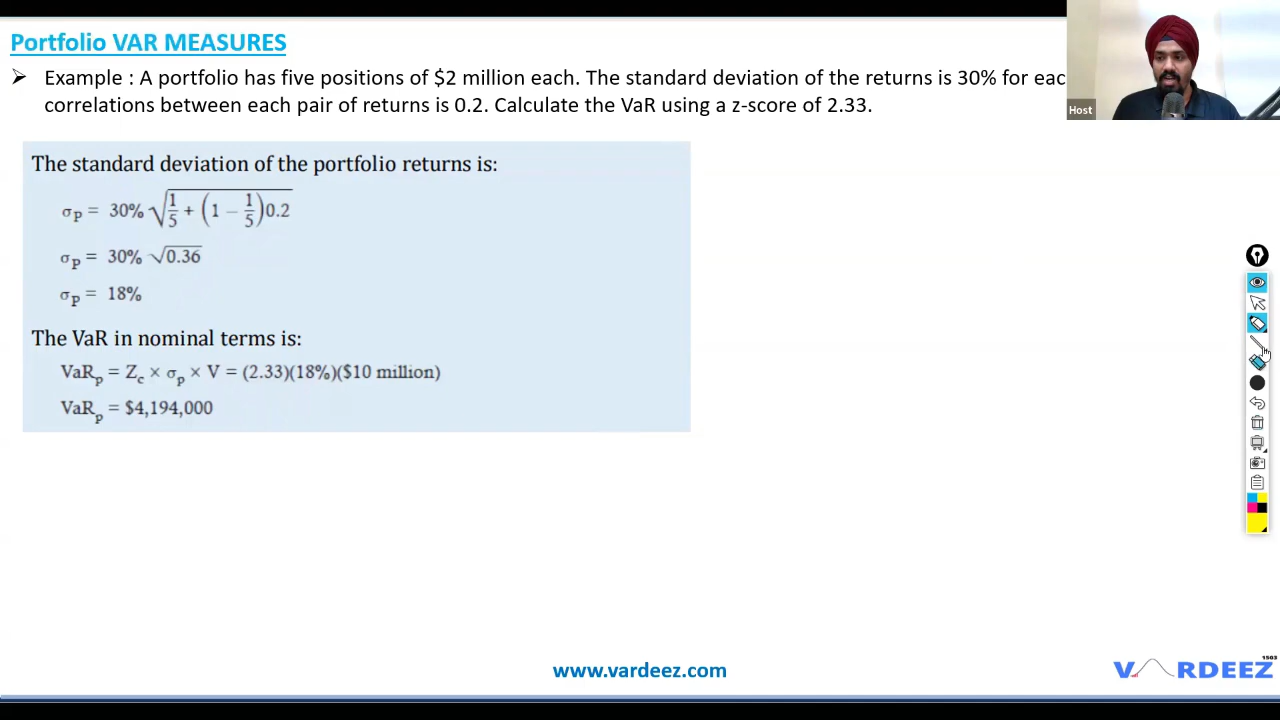 Portfolio VAR MEASURES
➤ Example : A portfolio has five positions of $2 million each. The standard deviation of the returns is 30% for
correlations between each pair of returns is 0.2. Calculate the VaR using a z-score of 2.33.
Host
The standard deviation of the portfolio returns is:
σp = 30% √(1/5 + (1 − 1/5)0.2)
σp = 30% √0.36
σp = 18%
The VaR in nominal terms is:
VaRp = Zc × σp × V = (2.33)(18%)($10 million)
VaRp = $4,194,000
www.vardeez.com
VARDEEZ
1503